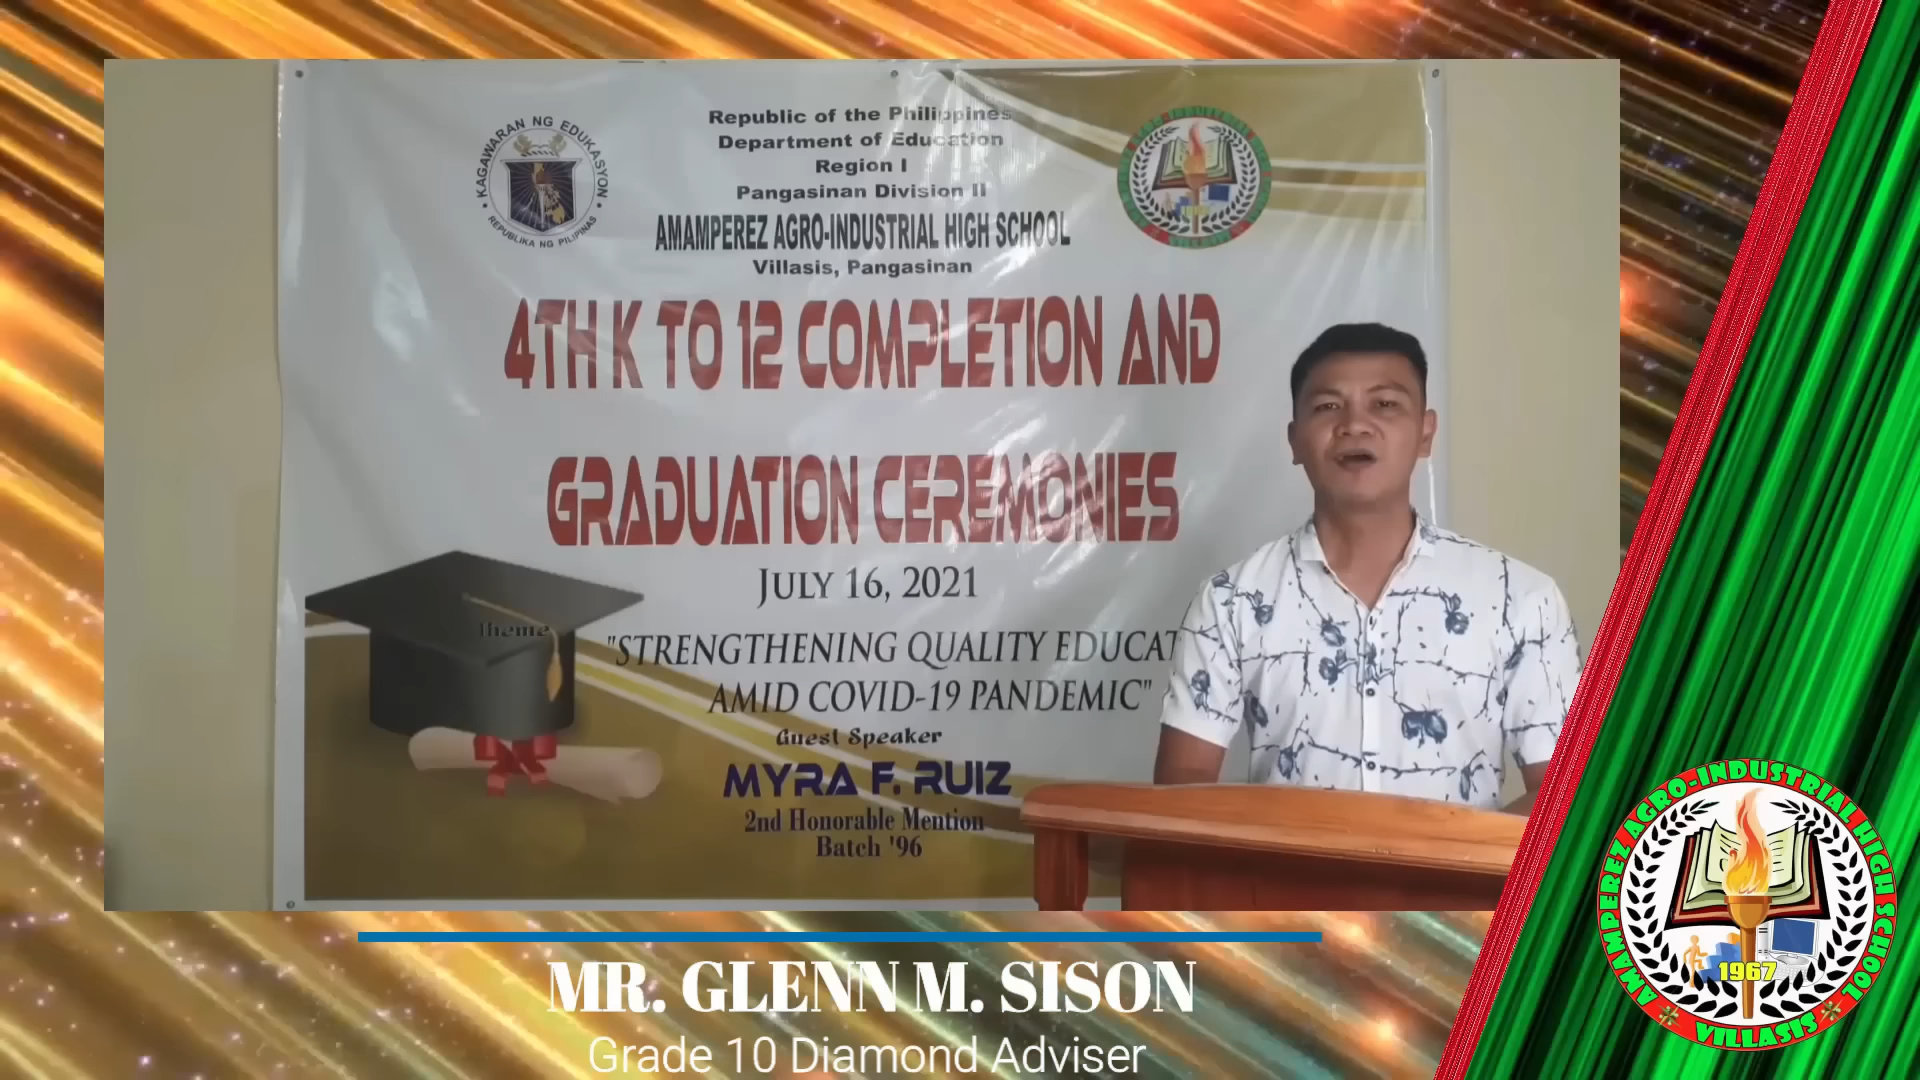 KAGAWARAN NG EDUKASYON
REPUBLIKA NG PILIPINAS
Republic of the Philippines
Department of Education
Region I
Pangasinan Division II
AMAMPEREZ AGRO-INDUSTRIAL HIGH SCHOOL
Villasis, Pangasinan
4TH K TO 12 COMPLETION AND
GRADUATION CEREMONIES
JULY 16, 2021
Theme
"STRENGTHENING QUALITY EDUCAT
AMID COVID-19 PANDEMIC"
Guest Speaker
MYRA F. RUIZ
2nd Honorable Mention
Batch '96
MR. GLENN M. SISON
Grade 10 Diamond Adviser
AMAMPEREZ AGRO-INDUSTRIAL HIGH SCHOOL
1967
VILLASIS